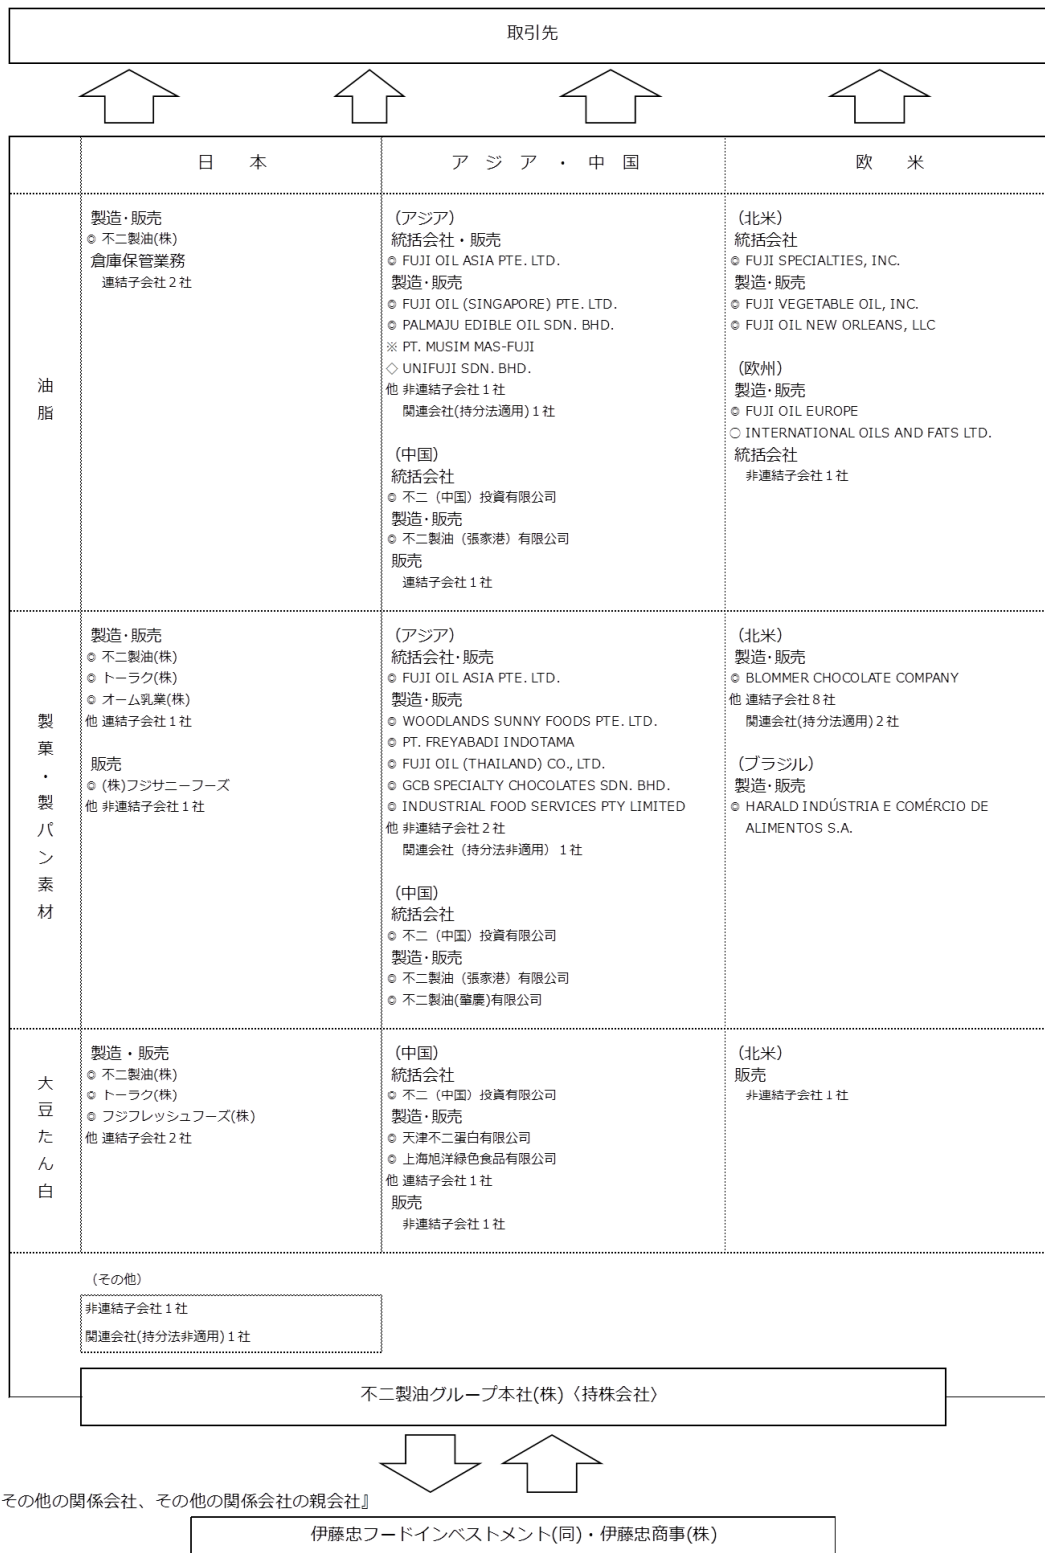 取引先
日 本
アジア・中国
欧 米
油脂
製造・販売
◎ 不二製油(株)
倉庫保管業務
連結子会社２社
（アジア）
統括会社・販売
◎ FUJI OIL ASIA PTE. LTD.
製造・販売
◎ FUJI OIL (SINGAPORE) PTE. LTD.
◎ PALMAJU EDIBLE OIL SDN. BHD.
※ PT. MUSIM MAS-FUJI
◇ UNIFUJI SDN. BHD.
他 非連結子会社１社
関連会社(持分法適用)１社
（中国）
統括会社
◎ 不二（中国）投資有限公司
製造・販売
◎ 不二製油（張家港）有限公司
販売
連結子会社１社
（北米）
統括会社
◎ FUJI SPECIALTIES, INC.
製造・販売
◎ FUJI VEGETABLE OIL, INC.
◎ FUJI OIL NEW ORLEANS, LLC
（欧州）
製造・販売
◎ FUJI OIL EUROPE
○ INTERNATIONAL OILS AND FATS LTD.
統括会社
非連結子会社１社
製菓・製パン素材
製造・販売
◎ 不二製油(株)
◎ トーラク(株)
◎ オーム乳業(株)
他 連結子会社１社
販売
◎ (株)フジサニーフーズ
他 非連結子会社１社
（アジア）
統括会社・販売
◎ FUJI OIL ASIA PTE. LTD.
製造・販売
◎ WOODLANDS SUNNY FOODS PTE. LTD.
◎ PT. FREYABADI INDOTAMA
◎ FUJI OIL (THAILAND) CO., LTD.
◎ GCB SPECIALTY CHOCOLATES SDN. BHD.
◎ INDUSTRIAL FOOD SERVICES PTY LIMITED
他 非連結子会社２社
関連会社（持分法非適用）１社
（中国）
統括会社
◎ 不二（中国）投資有限公司
製造・販売
◎ 不二製油（張家港）有限公司
◎ 不二製油(肇慶)有限公司
（北米）
製造・販売
◎ BLOMMER CHOCOLATE COMPANY
他 連結子会社８社
関連会社(持分法適用)２社
（ブラジル）
製造・販売
◎ HARALD INDÚSTRIA E COMÉRCIO DE
ALIMENTOS S.A.
大豆たん白
製造・販売
◎ 不二製油(株)
◎ トーラク(株)
◎ フジフレッシュフーズ(株)
他 連結子会社２社
（中国）
統括会社
◎ 不二（中国）投資有限公司
製造・販売
◎ 天津不二蛋白有限公司
◎ 上海旭洋緑色食品有限公司
他 連結子会社１社
販売
非連結子会社１社
（北米）
販売
非連結子会社１社
（その他）
非連結子会社１社
関連会社(持分法非適用)１社
不二製油グループ本社(株)〈持株会社〉
その他の関係会社、その他の関係会社の親会社』
伊藤忠フードインベストメント(同)・伊藤忠商事(株)